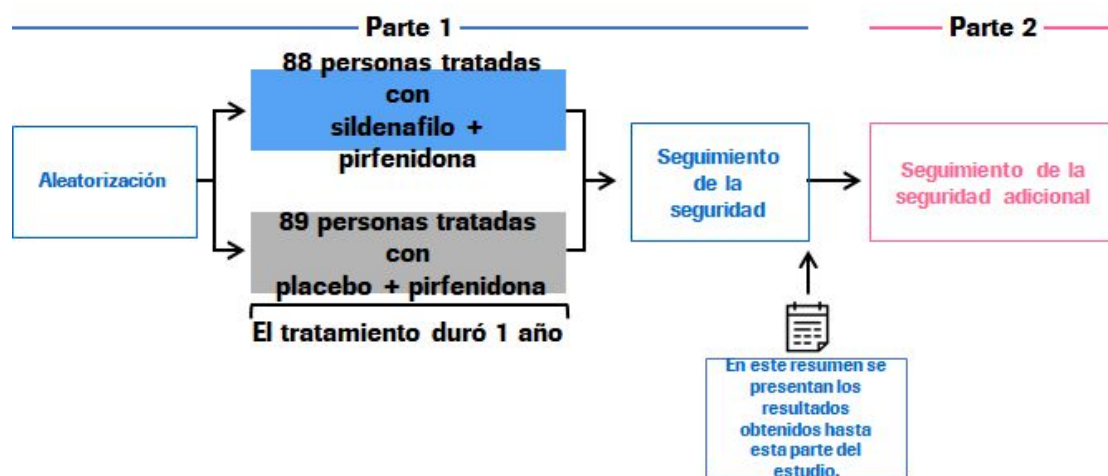 Parte 1
Parte 2
Aleatorización
88 personas tratadas
con
sildenafilo +
pirfenidona
89 personas tratadas
con
placebo + pirfenidona
El tratamiento duró 1 año
Seguimiento
de la
seguridad
Seguimiento de la
seguridad adicional
En este resumen se
presentan los
resultados
obtenidos hasta
esta parte del
estudio.